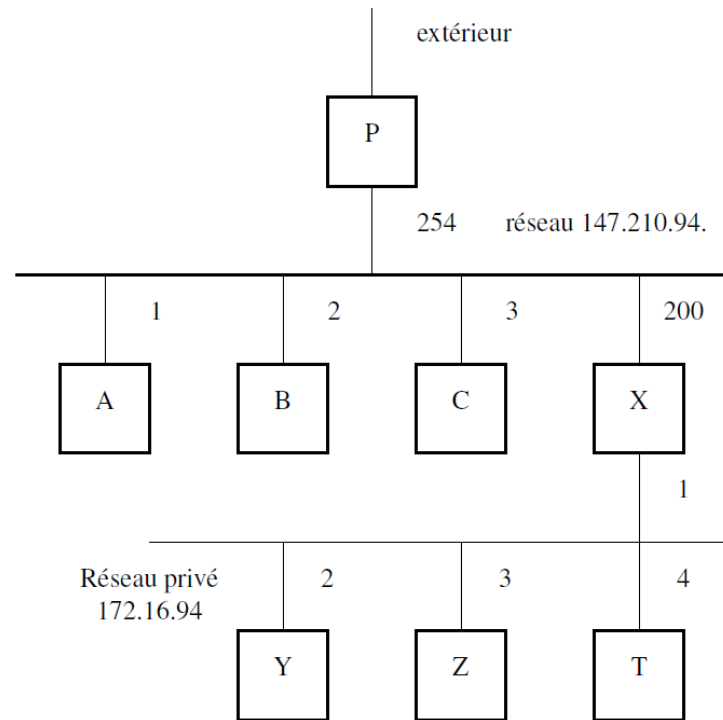 extérieur
P
254 réseau 147.210.94.
1 2 3 200
A B C X
1
Réseau privé 2 3 4
172.16.94
Y Z T